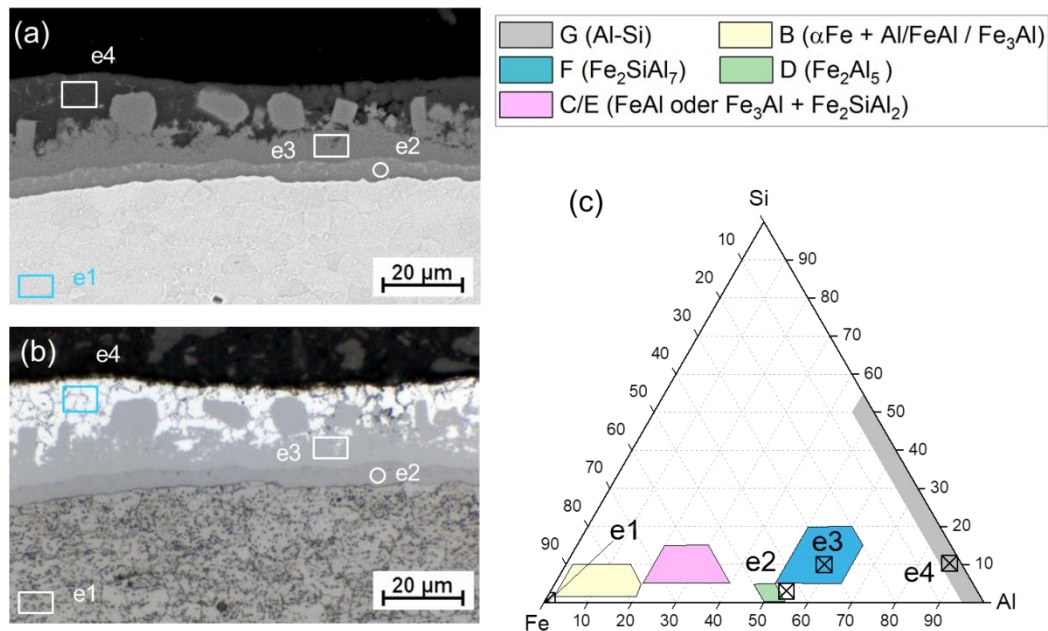 (a)
e4
e3
e2
e1
20 µm
(b)
e4
e3
e2
e1
20 µm
G (Al-Si)
B (αFe + Al/FeAl / Fe₃Al)
F (Fe₂SiAl₇)
D (Fe₂Al₅)
C/E (FeAl oder Fe₃Al + Fe₂SiAl₂)
(c)
Si
10
90
20
80
30
70
40
60
50
50
60
40
70
30
80
20
90
10
e1
e2
e3
e4
Fe
10
20
30
40
50
60
70
80
90
Al